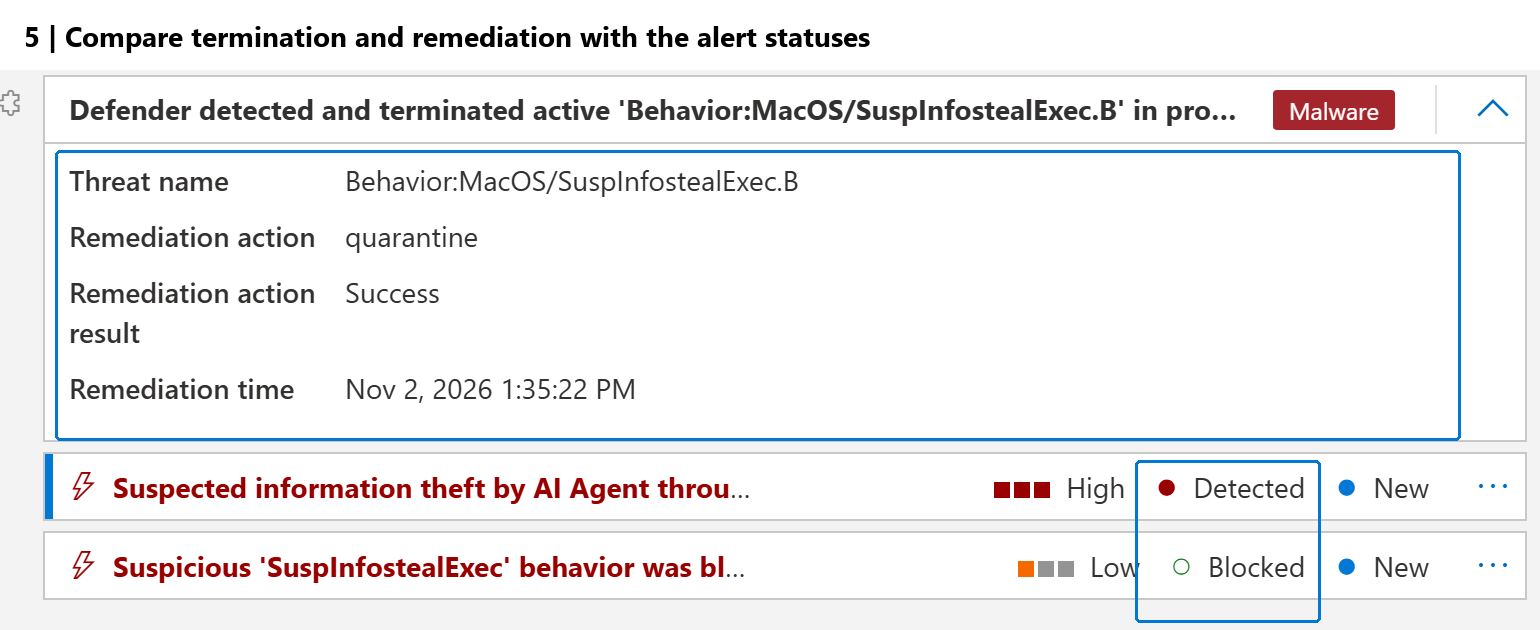 5 | Compare termination and remediation with the alert statuses
Defender detected and terminated active 'Behavior:MacOS/SuspInfostealExec.B' in pro... Malware
Threat name Behavior:MacOS/SuspInfostealExec.B
Remediation action quarantine
Remediation action Success
result
Remediation time Nov 2, 2026 1:35:22 PM
Suspected information theft by AI Agent throu... High Detected New ...
Suspicious 'SuspInfostealExec' behavior was bl... Low Blocked New ...